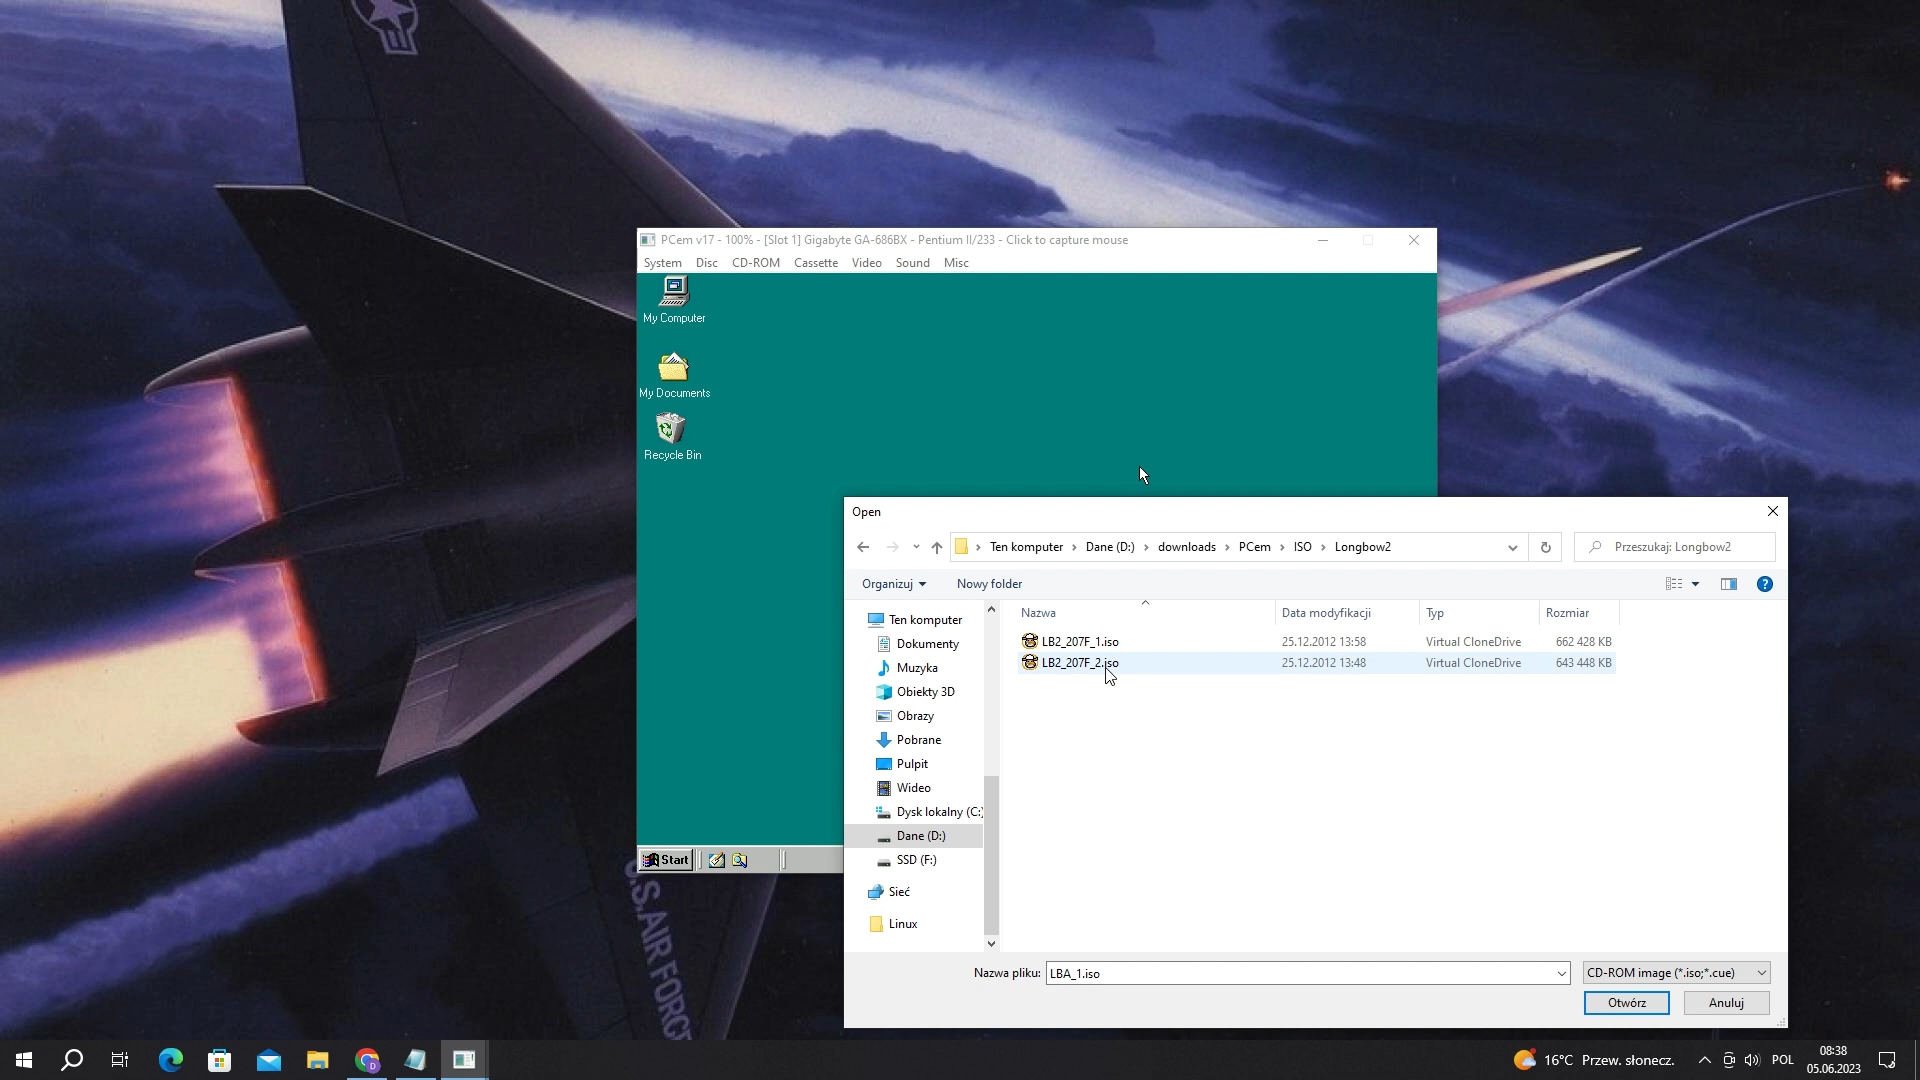 PCem v17 - 100% - [Slot 1] Gigabyte GA-686BX - Pentium II/233 - Click to capture mouse
System Disc CD-ROM Cassette Video Sound Misc
My Computer
My Documents
Recycle Bin
Start
Open
Ten komputer Dane (D:) downloads PCem ISO Longbow2
Przeszukaj: Longbow2
Organizuj Nowy folder
Ten komputer
Dokumenty
Muzyka
Obiekty 3D
Obrazy
Pobrane
Pulpit
Wideo
Dysk lokalny (C:)
Dane (D:)
SSD (F:)
Sieć
Linux
Nazwa Data modyfikacji Typ Rozmiar
LB2_207F_1.iso 25.12.2012 13:58 Virtual CloneDrive 662 428 KB
LB2_207F_2.iso 25.12.2012 13:48 Virtual CloneDrive 643 448 KB
Nazwa pliku: LBA_1.iso CD-ROM image (*.iso;*.cue)
Otwórz Anuluj
U.S. AIR FORCE
16°C Przew. słonecz. POL 08:38
05.06.2023